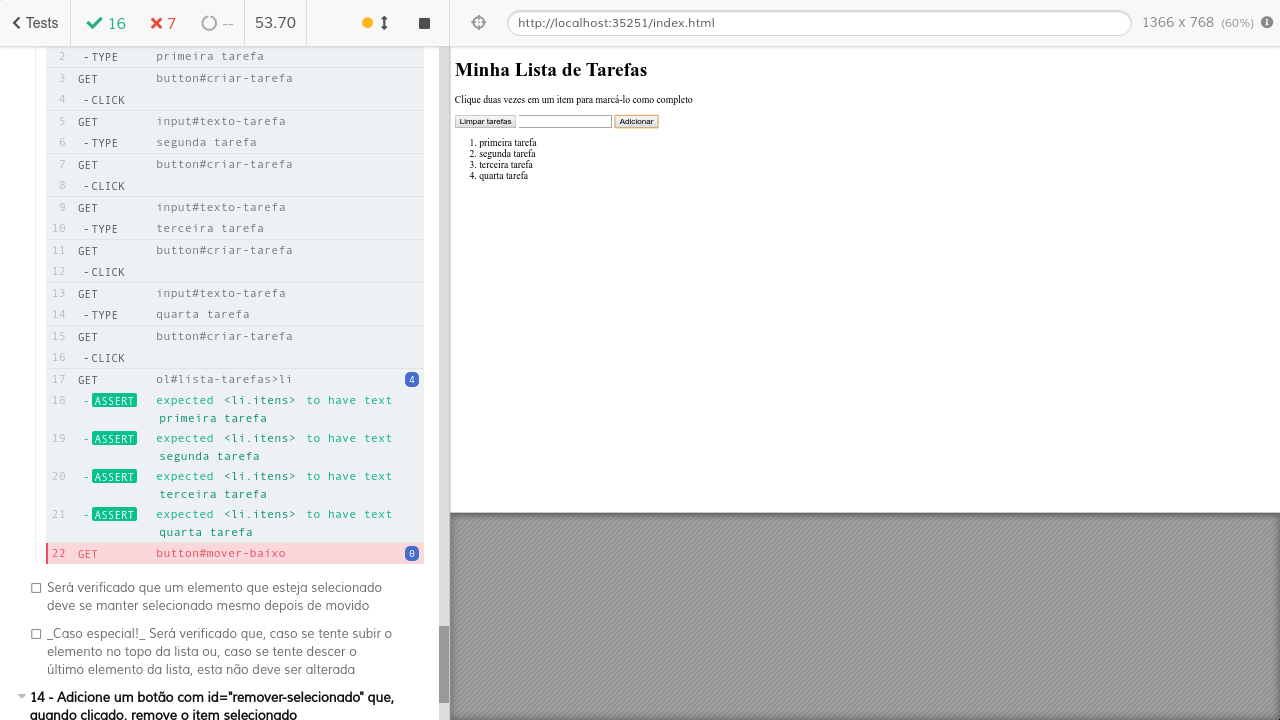 Tests 16 7 -- 53.70 http://localhost:35251/index.html 1366 x 768 (60%)
2 -TYPE primeira tarefa
3 GET button#criar-tarefa
4 -CLICK
5 GET input#texto-tarefa
6 -TYPE segunda tarefa
7 GET button#criar-tarefa
8 -CLICK
9 GET input#texto-tarefa
10 -TYPE terceira tarefa
11 GET button#criar-tarefa
12 -CLICK
13 GET input#texto-tarefa
14 -TYPE quarta tarefa
15 GET button#criar-tarefa
16 -CLICK
17 GET ol#lista-tarefas>li 4
18 -ASSERT expected <li.itens> to have text
primeira tarefa
19 -ASSERT expected <li.itens> to have text
segunda tarefa
20 -ASSERT expected <li.itens> to have text
terceira tarefa
21 -ASSERT expected <li.itens> to have text
quarta tarefa
22 GET button#mover-baixo 0
Será verificado que um elemento que esteja selecionado
deve se manter selecionado mesmo depois de movido
_Caso especial!_ Será verificado que, caso se tente subir o
elemento no topo da lista ou, caso se tente descer o
último elemento da lista, esta não deve ser alterada
14 - Adicione um botão com id="remover-selecionado" que,
quando clicado, remove o item selecionado
Minha Lista de Tarefas
Clique duas vezes em um item para marcá-lo como completo
Limpar tarefas Adicionar
1. primeira tarefa
2. segunda tarefa
3. terceira tarefa
4. quarta tarefa